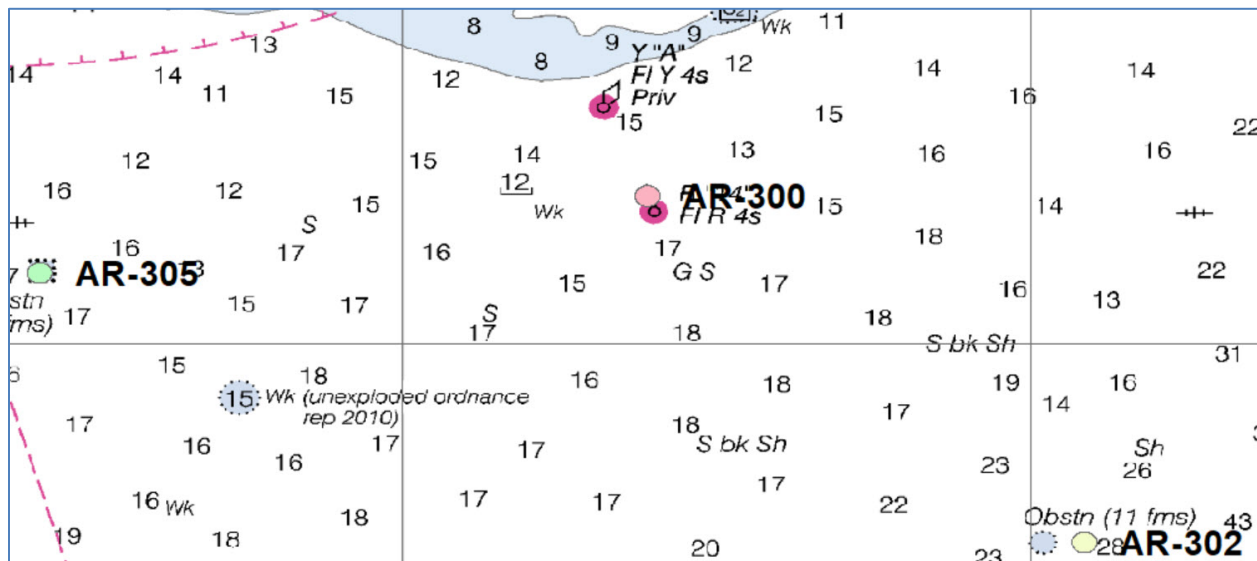 8 9 9 Wk 11
13 Y "A"
14 14 12 8 Fl Y 4s 12 14 14
11 15 Priv 15 16
15 22
12 15 14 13 16 16
16 12 12
15 Wk AR-300 15 14
S Fl R 4s 18
16 17 16 17
AR-305 15 G S 17 22
stn 15 17 16 13
ms) 17 S 17 18 18
S bk Sh 31
15 18 16 18 19 16
15 Wk (unexploded ordnance 14
rep 2010) 17
17 16 17 17 18 S bk Sh Sh
16 23 26
16 Wk 17 17 17 22
18 Obstn (11 fms) 43
19 18 20 23 28 AR-302